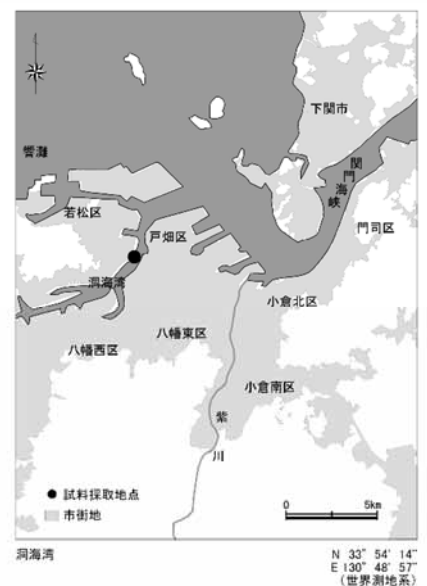 下関市
関門海峡
響灘
若松区
戸畑区
門司区
洞海湾
小倉北区
八幡西区
八幡東区
小倉南区
紫川
●試料採取地点
市街地
0 5km
洞海湾
N 33° 54′ 14″
E 130° 48′ 57″
(世界測地系)